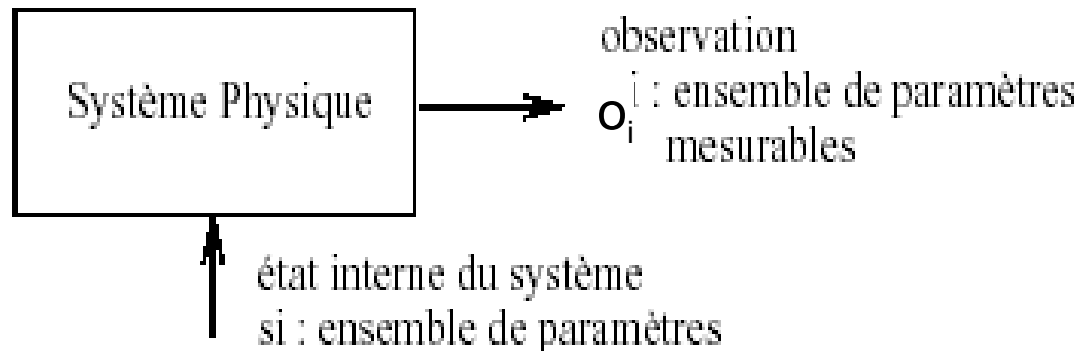 Système Physique
observation
oᵢ i : ensemble de paramètres
mesurables
état interne du système
si : ensemble de paramètres